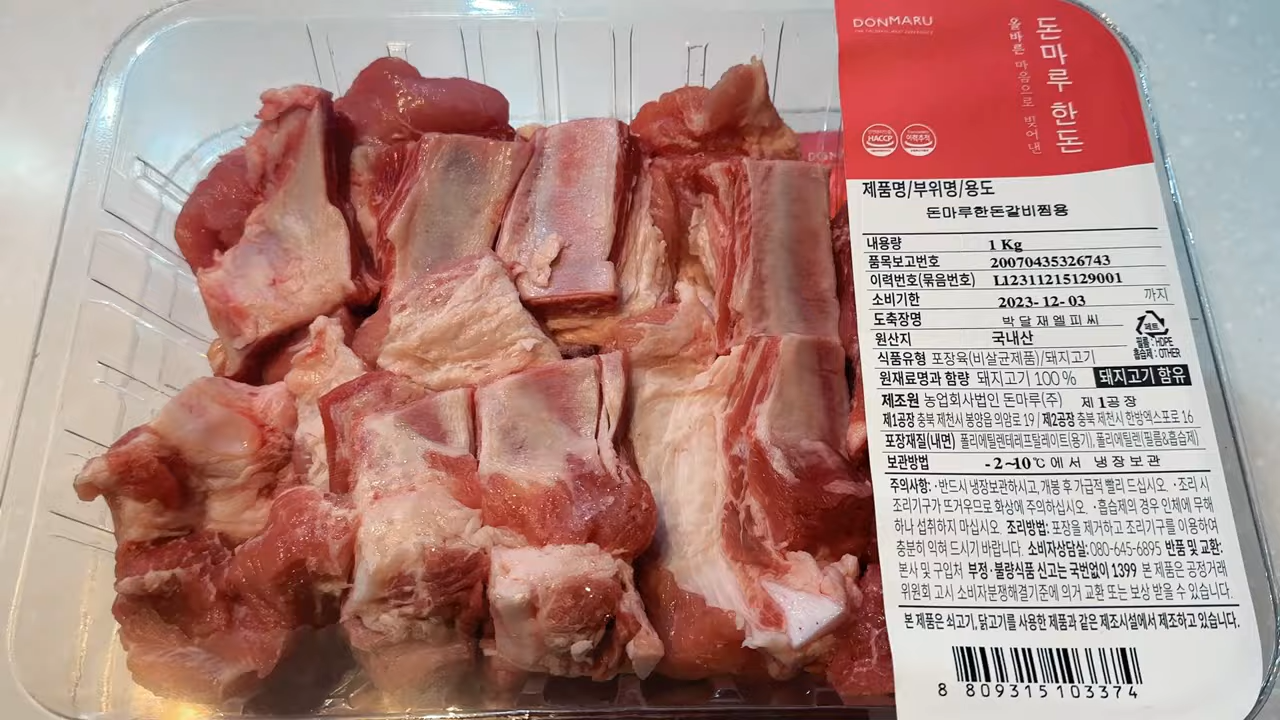 DONMARU
돈마루 한돈
올바른 마음으로 빚어낸
HACCP
이력추적
DONM
제품명/부위명/용도
돈마루한돈갈비찜용
내용량 1 Kg
품목보고번호 20070435326743
이력번호(묶음번호) L12311215129001
소비기한 2023-12-03 까지
도축장명 박달재엘피씨
원산지 국내산
페트
필름:HDPE
흡습제:OTHER
식품유형 포장육(비살균제품)/돼지고기
원재료명과 함량 돼지고기 100% 돼지고기 함유
제조원 농업회사법인 돈마루(주) 제1공장
제1공장 충북 제천시 봉양읍 의암로 19 / 제2공장 충북 제천시 한방엑스포로 16
포장재질(내면) 폴리에틸렌테레프탈레이트(용기), 폴리에틸렌(필름&흡습제)
보관방법 -2~10℃에서 냉장보관
주의사항: ·반드시 냉장보관하시고, 개봉 후 가급적 빨리 드십시오. ·조리 시
조리기구가 뜨거우므로 화상에 주의하십시오. ·흡습제의 경우 인체에 무해
하나 섭취하지 마십시오. 조리방법: 포장을 제거하고 조리기구를 이용하여
충분히 익혀 드시기 바랍니다. 소비자상담실: 080-645-6895 반품 및 교환:
본사 및 구입처 부정·불량식품 신고는 국번없이 1399 본 제품은 공정거래
위원회 고시 소비자분쟁해결기준에 의거 교환 또는 보상 받을 수 있습니다.
본 제품은 쇠고기, 닭고기를 사용한 제품과 같은 제조시설에서 제조하고 있습니다.
8 809315103374